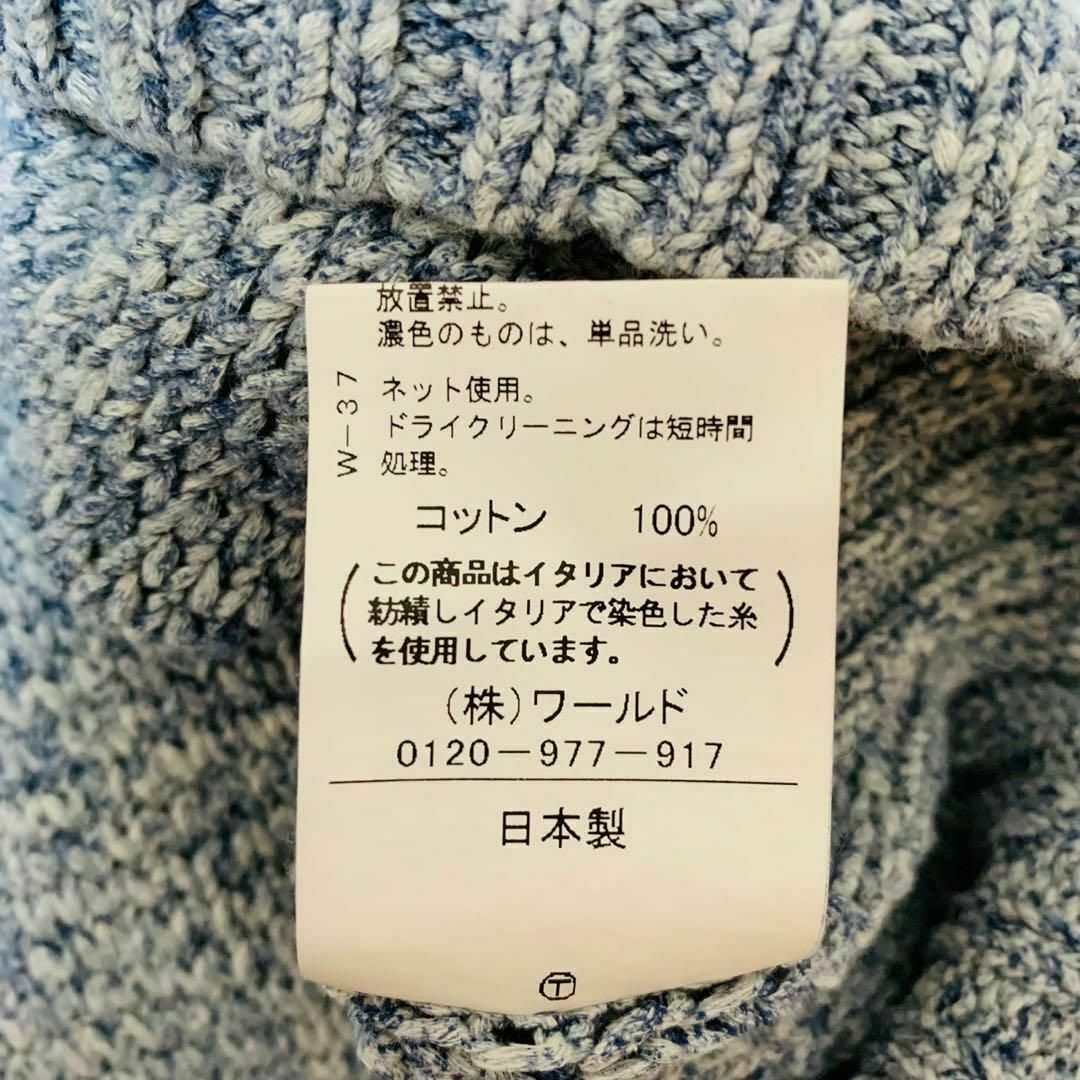 放置禁止。
濃色のものは、単品洗い。
W-37
ネット使用。
ドライクリーニングは短時間
処理。
コットン 100%
(この商品はイタリアにおいて
紡績しイタリアで染色した糸
を使用しています。)
(株)ワールド
0120-977-917
日本製
Ⓣ